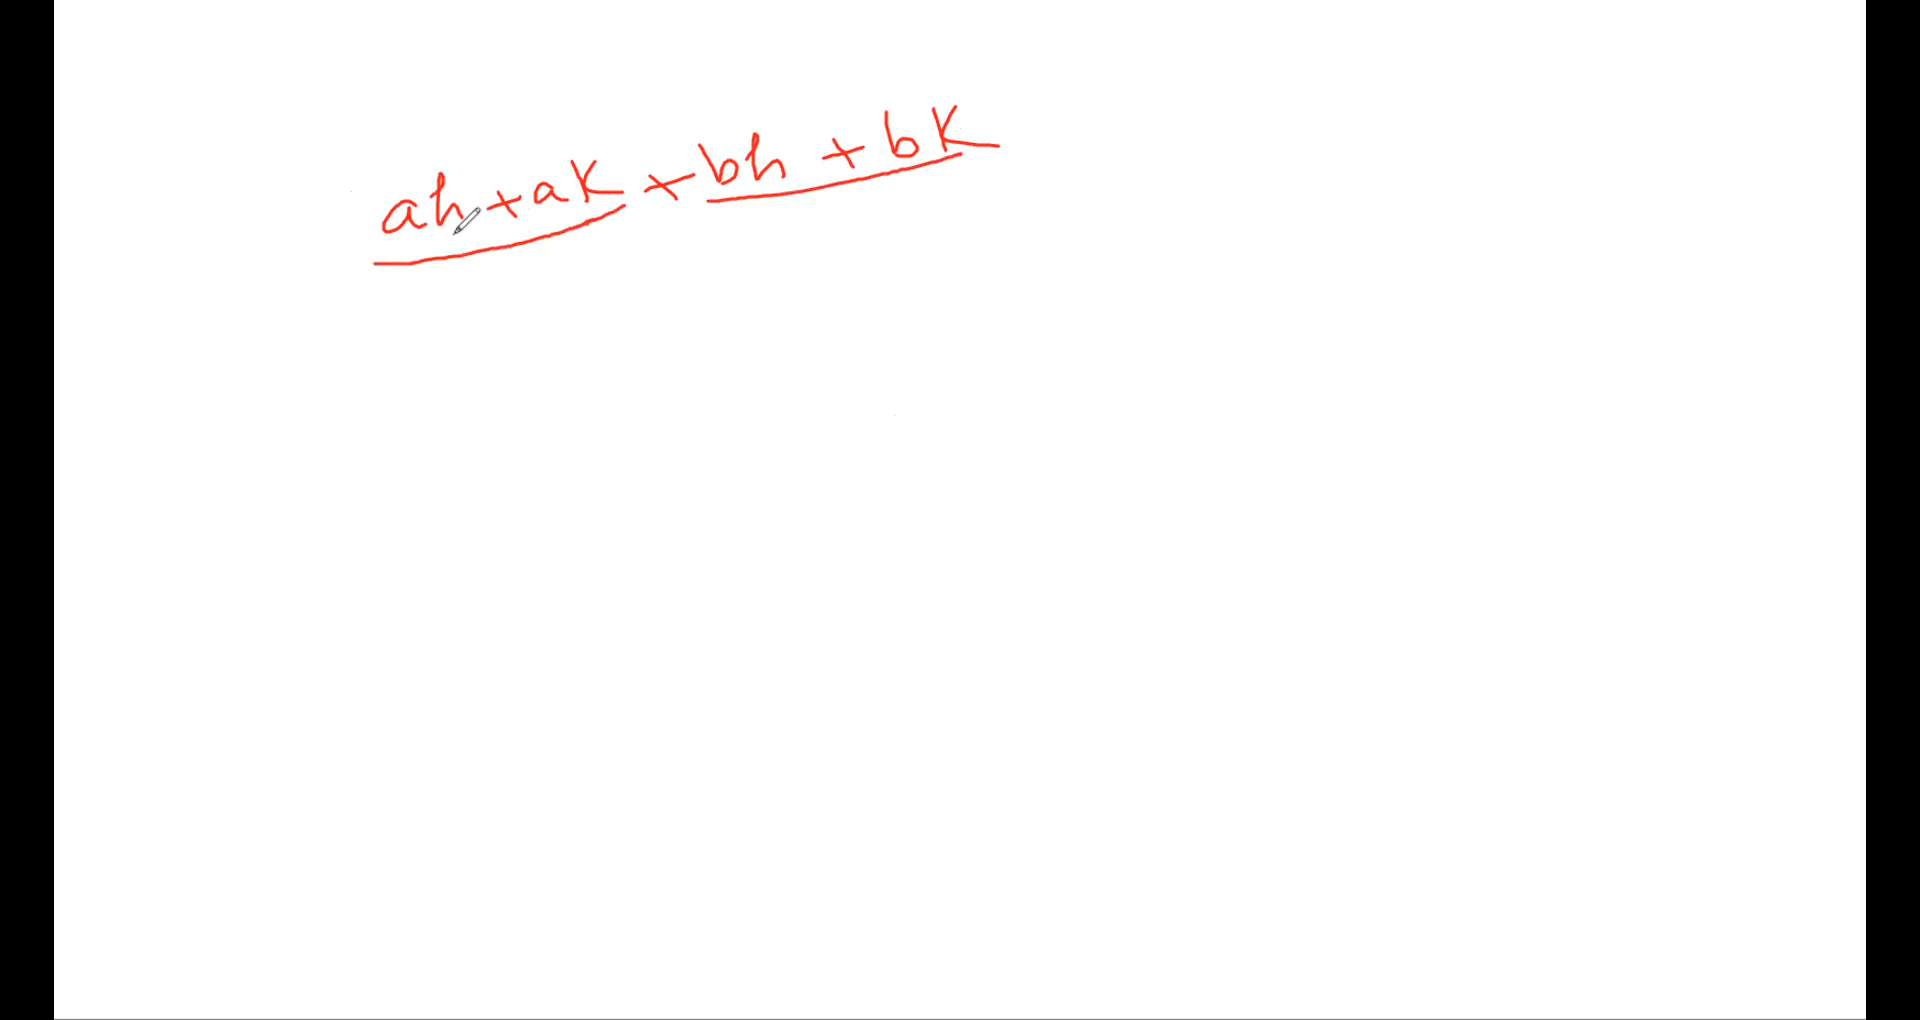 ah + ak + bh + bk